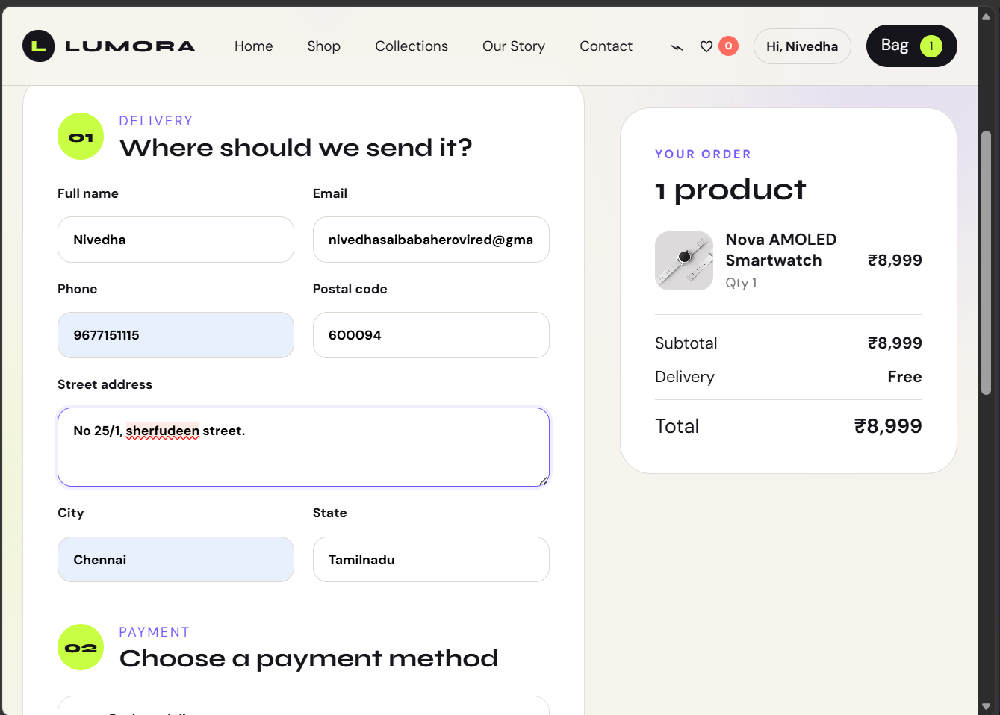 L LUMORA
Home
Shop
Collections
Our Story
Contact
0
Hi, Nivedha
Bag 1
01
DELIVERY
Where should we send it?
Full name
Email
Nivedha
nivedhasaibabaherovired@gma
Phone
Postal code
9677151115
600094
Street address
No 25/1, sherfudeen street.
City
State
Chennai
Tamilnadu
02
PAYMENT
Choose a payment method
YOUR ORDER
1 product
Nova AMOLED
Smartwatch
₹8,999
Qty 1
Subtotal
₹8,999
Delivery
Free
Total
₹8,999